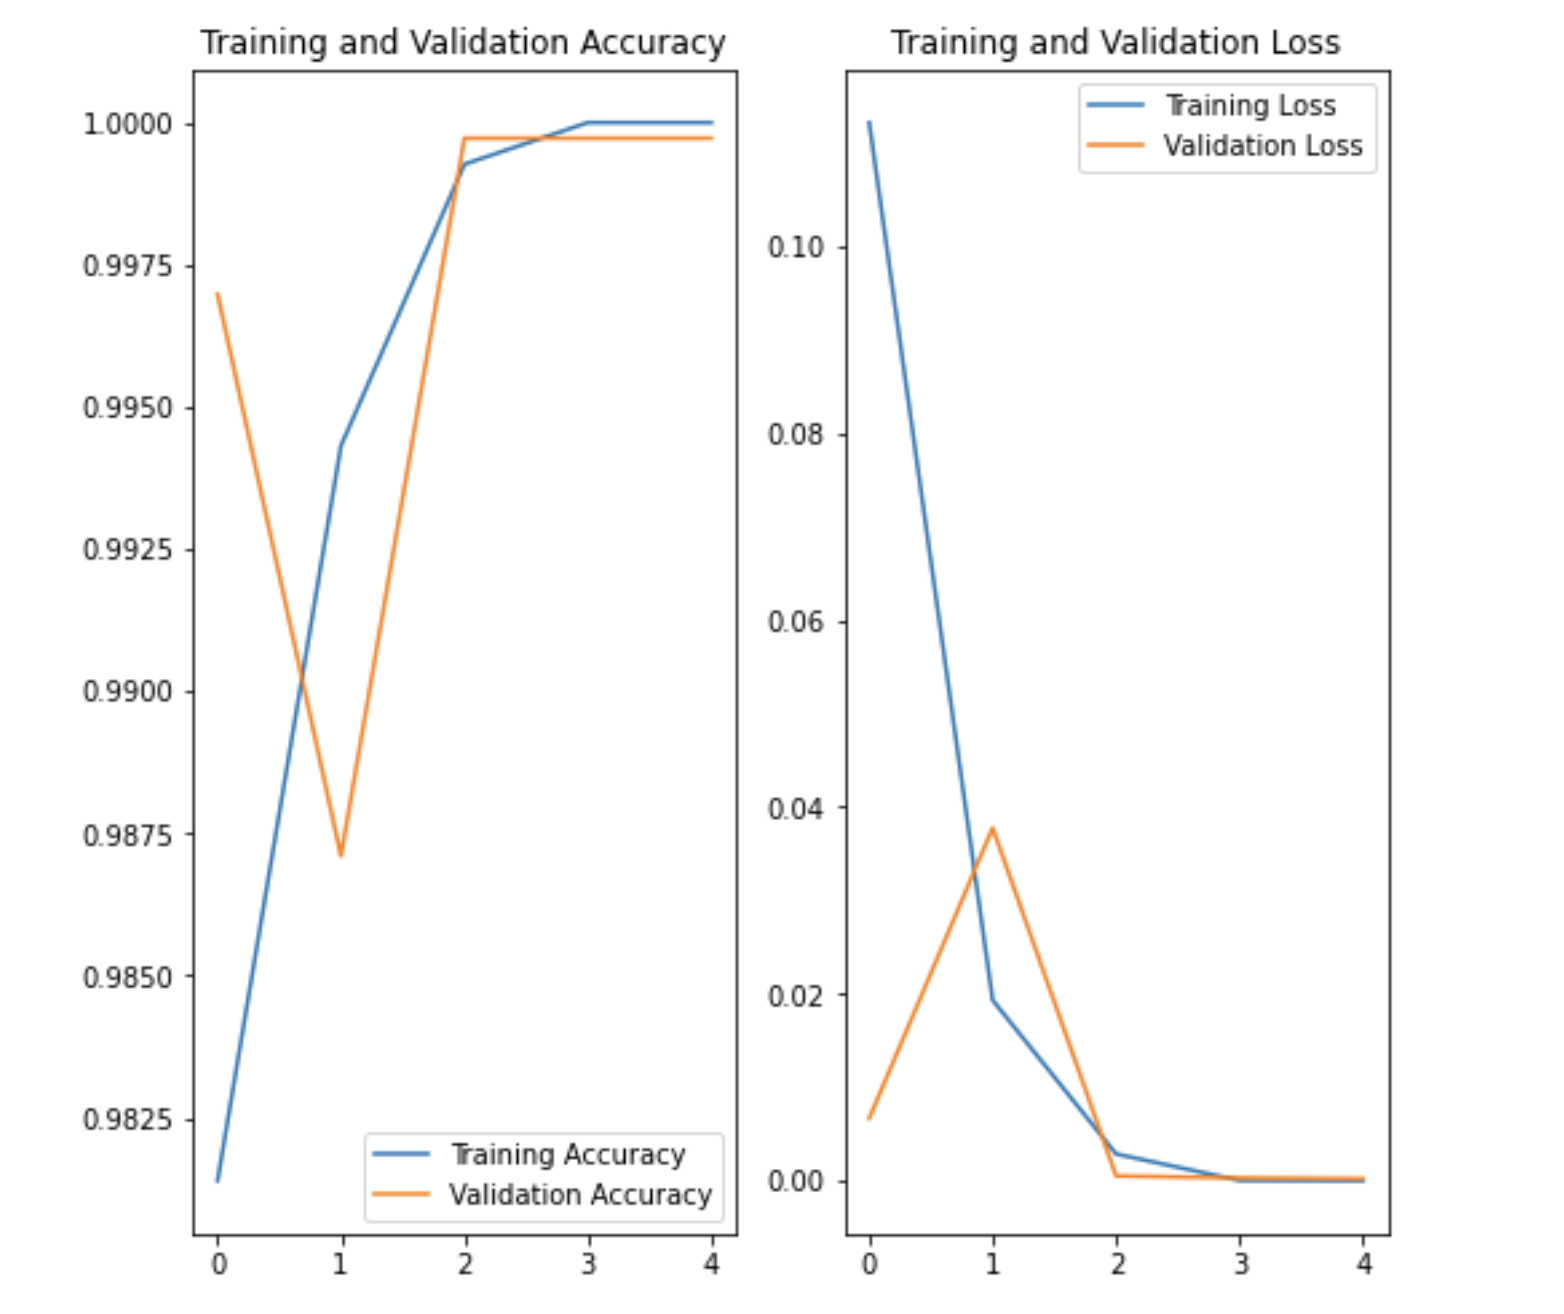 Training and Validation Accuracy
1.0000
0.9975
0.9950
0.9925
0.9900
0.9875
0.9850
0.9825
Training Accuracy
Validation Accuracy
0 1 2 3 4
Training and Validation Loss
Training Loss
Validation Loss
0.10
0.08
0.06
0.04
0.02
0.00
0 1 2 3 4